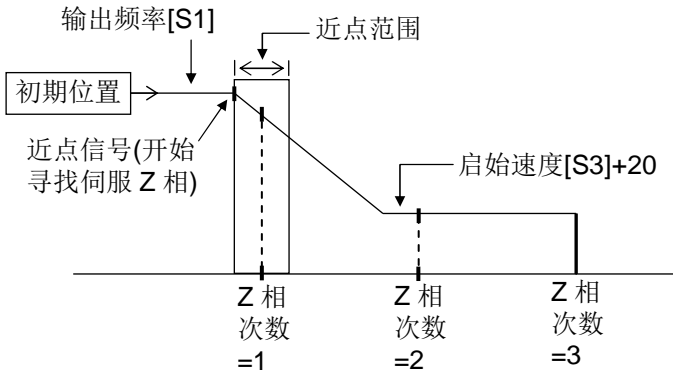 输出频率[S1]
近点范围
初期位置
近点信号(开始
寻找伺服 Z 相)
启始速度[S3]+20
Z 相
次数
=1
Z 相
次数
=2
Z 相
次数
=3